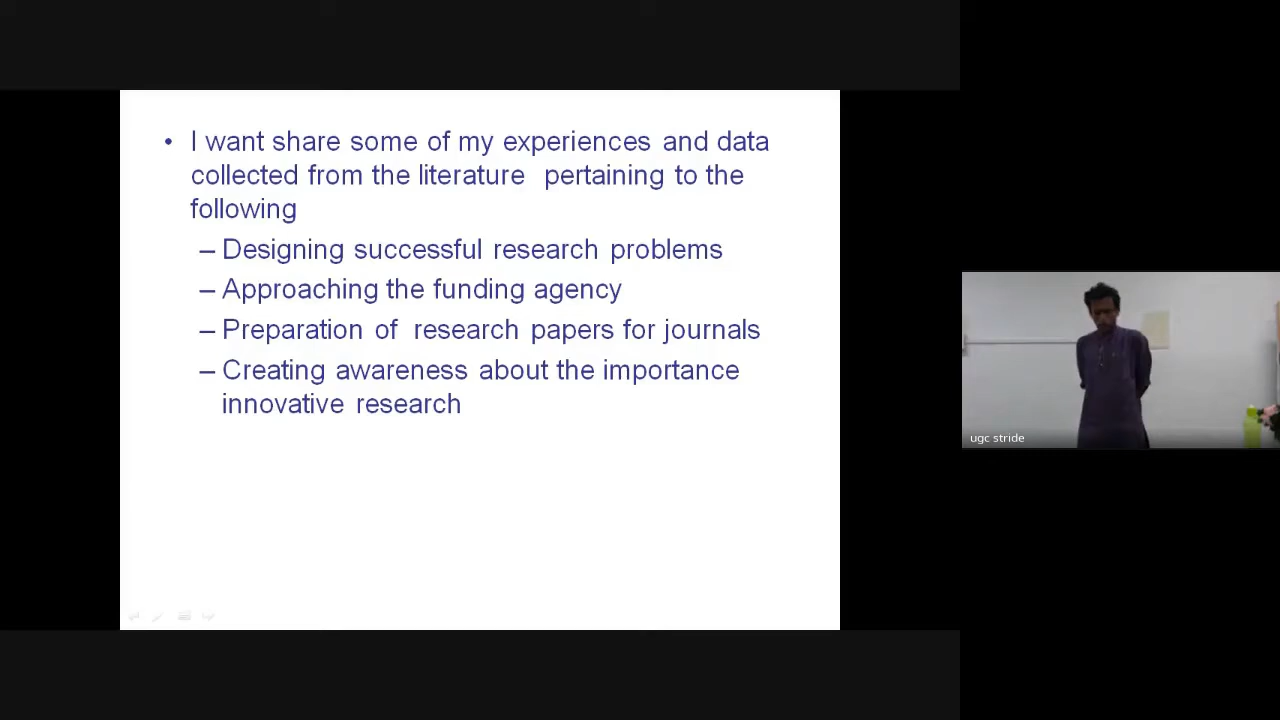 • I want share some of my experiences and data
collected from the literature pertaining to the
following
– Designing successful research problems
– Approaching the funding agency
– Preparation of research papers for journals
– Creating awareness about the importance
innovative research
ugc stride